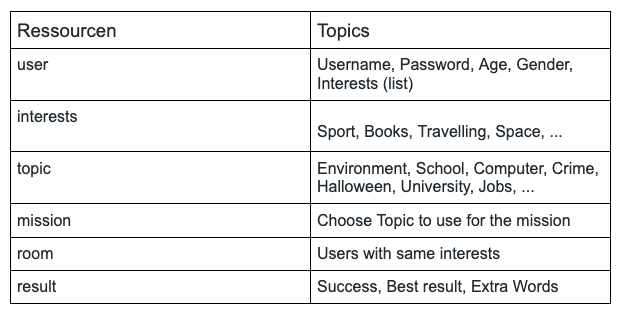 Ressourcen
Topics
user
Username, Password, Age, Gender,
Interests (list)
interests
Sport, Books, Travelling, Space, ...
topic
Environment, School, Computer, Crime,
Halloween, University, Jobs, ...
mission
Choose Topic to use for the mission
room
Users with same interests
result
Success, Best result, Extra Words